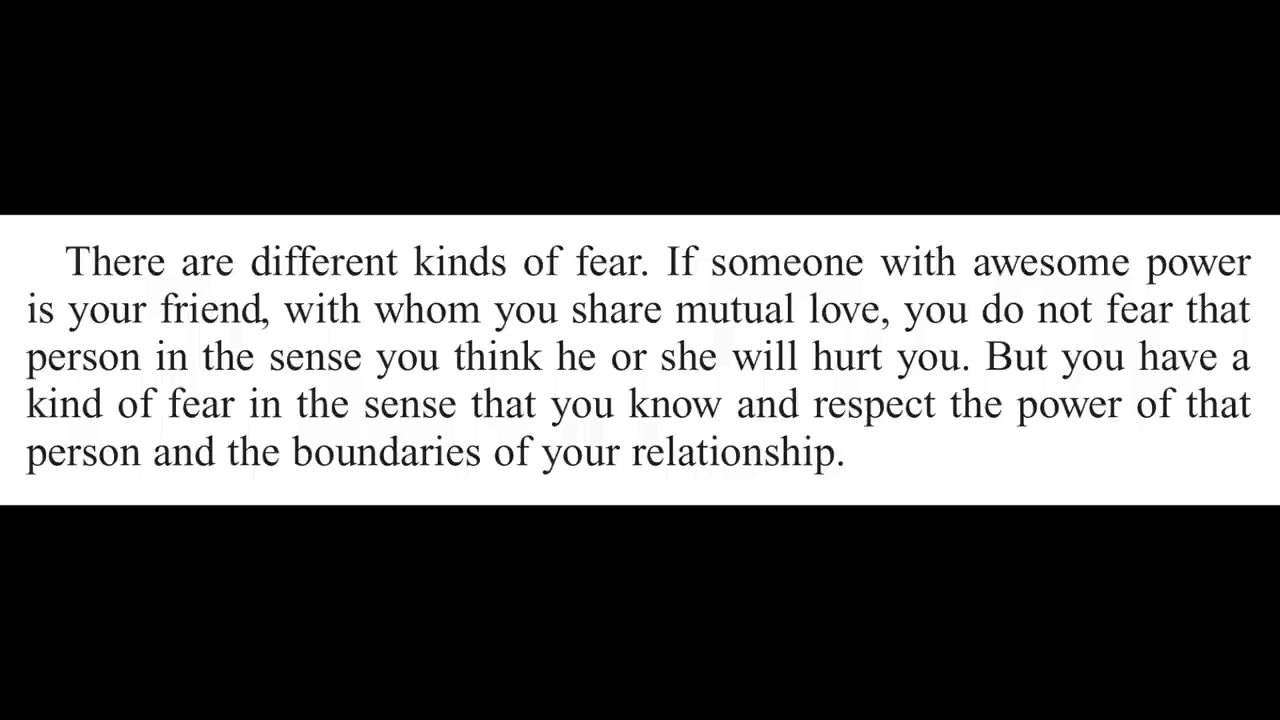 There are different kinds of fear. If someone with awesome power
is your friend, with whom you share mutual love, you do not fear that
person in the sense you think he or she will hurt you. But you have a
kind of fear in the sense that you know and respect the power of that
person and the boundaries of your relationship.